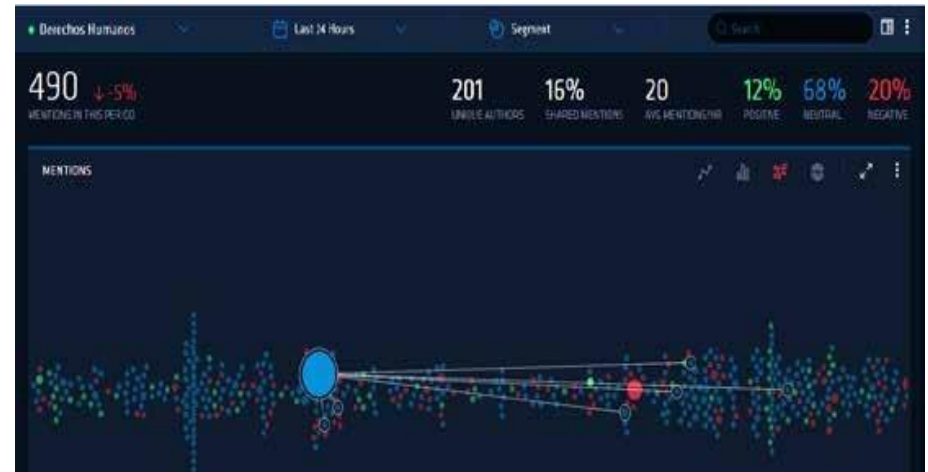 Derechos Humanos
Last 24 Hours
Segment
Search
490 ↓-5%
MENTIONS IN THIS PERIOD
201
UNIQUE AUTHORS
16%
SHARED MENTIONS
20
AVG MENTIONS/HR
12%
POSITIVE
68%
NEUTRAL
20%
NEGATIVE
MENTIONS